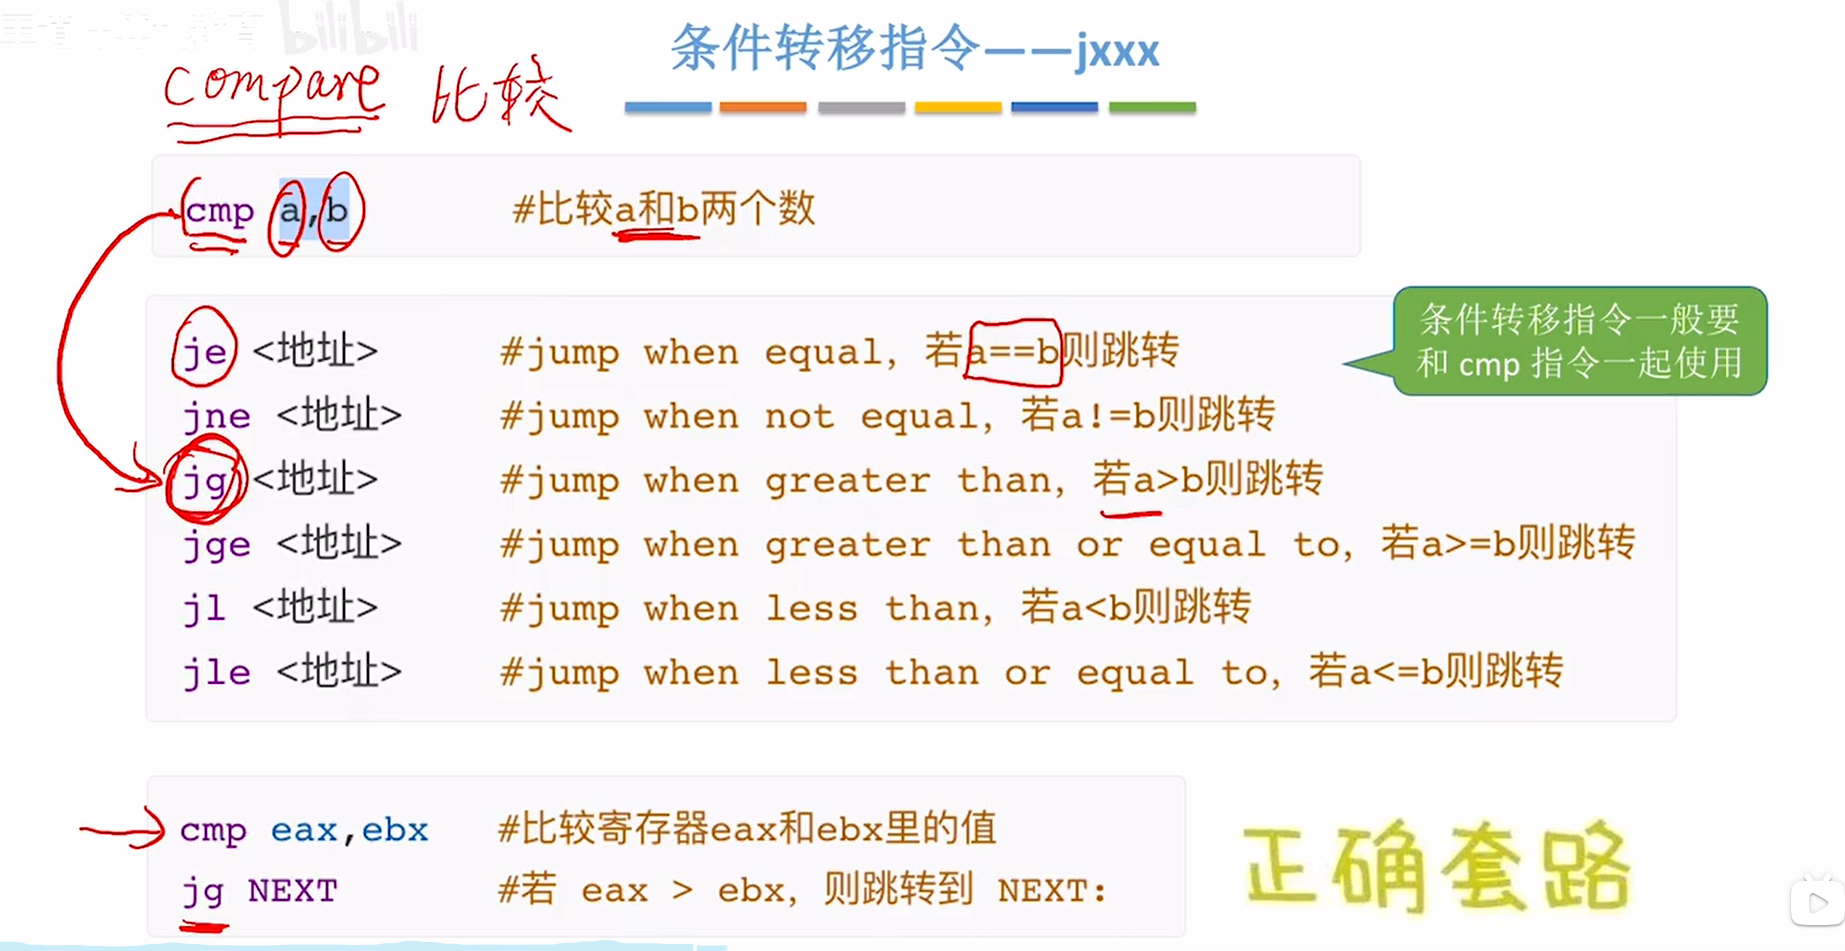 bilibili
条件转移指令——jxxx
compare 比较
cmp a,b #比较a和b两个数
条件转移指令一般要
和 cmp 指令一起使用
je <地址> #jump when equal，若a==b则跳转
jne <地址> #jump when not equal，若a!=b则跳转
jg <地址> #jump when greater than，若a>b则跳转
jge <地址> #jump when greater than or equal to，若a>=b则跳转
jl <地址> #jump when less than，若a<b则跳转
jle <地址> #jump when less than or equal to，若a<=b则跳转
cmp eax,ebx #比较寄存器eax和ebx里的值
jg NEXT #若 eax > ebx，则跳转到 NEXT:
正确套路